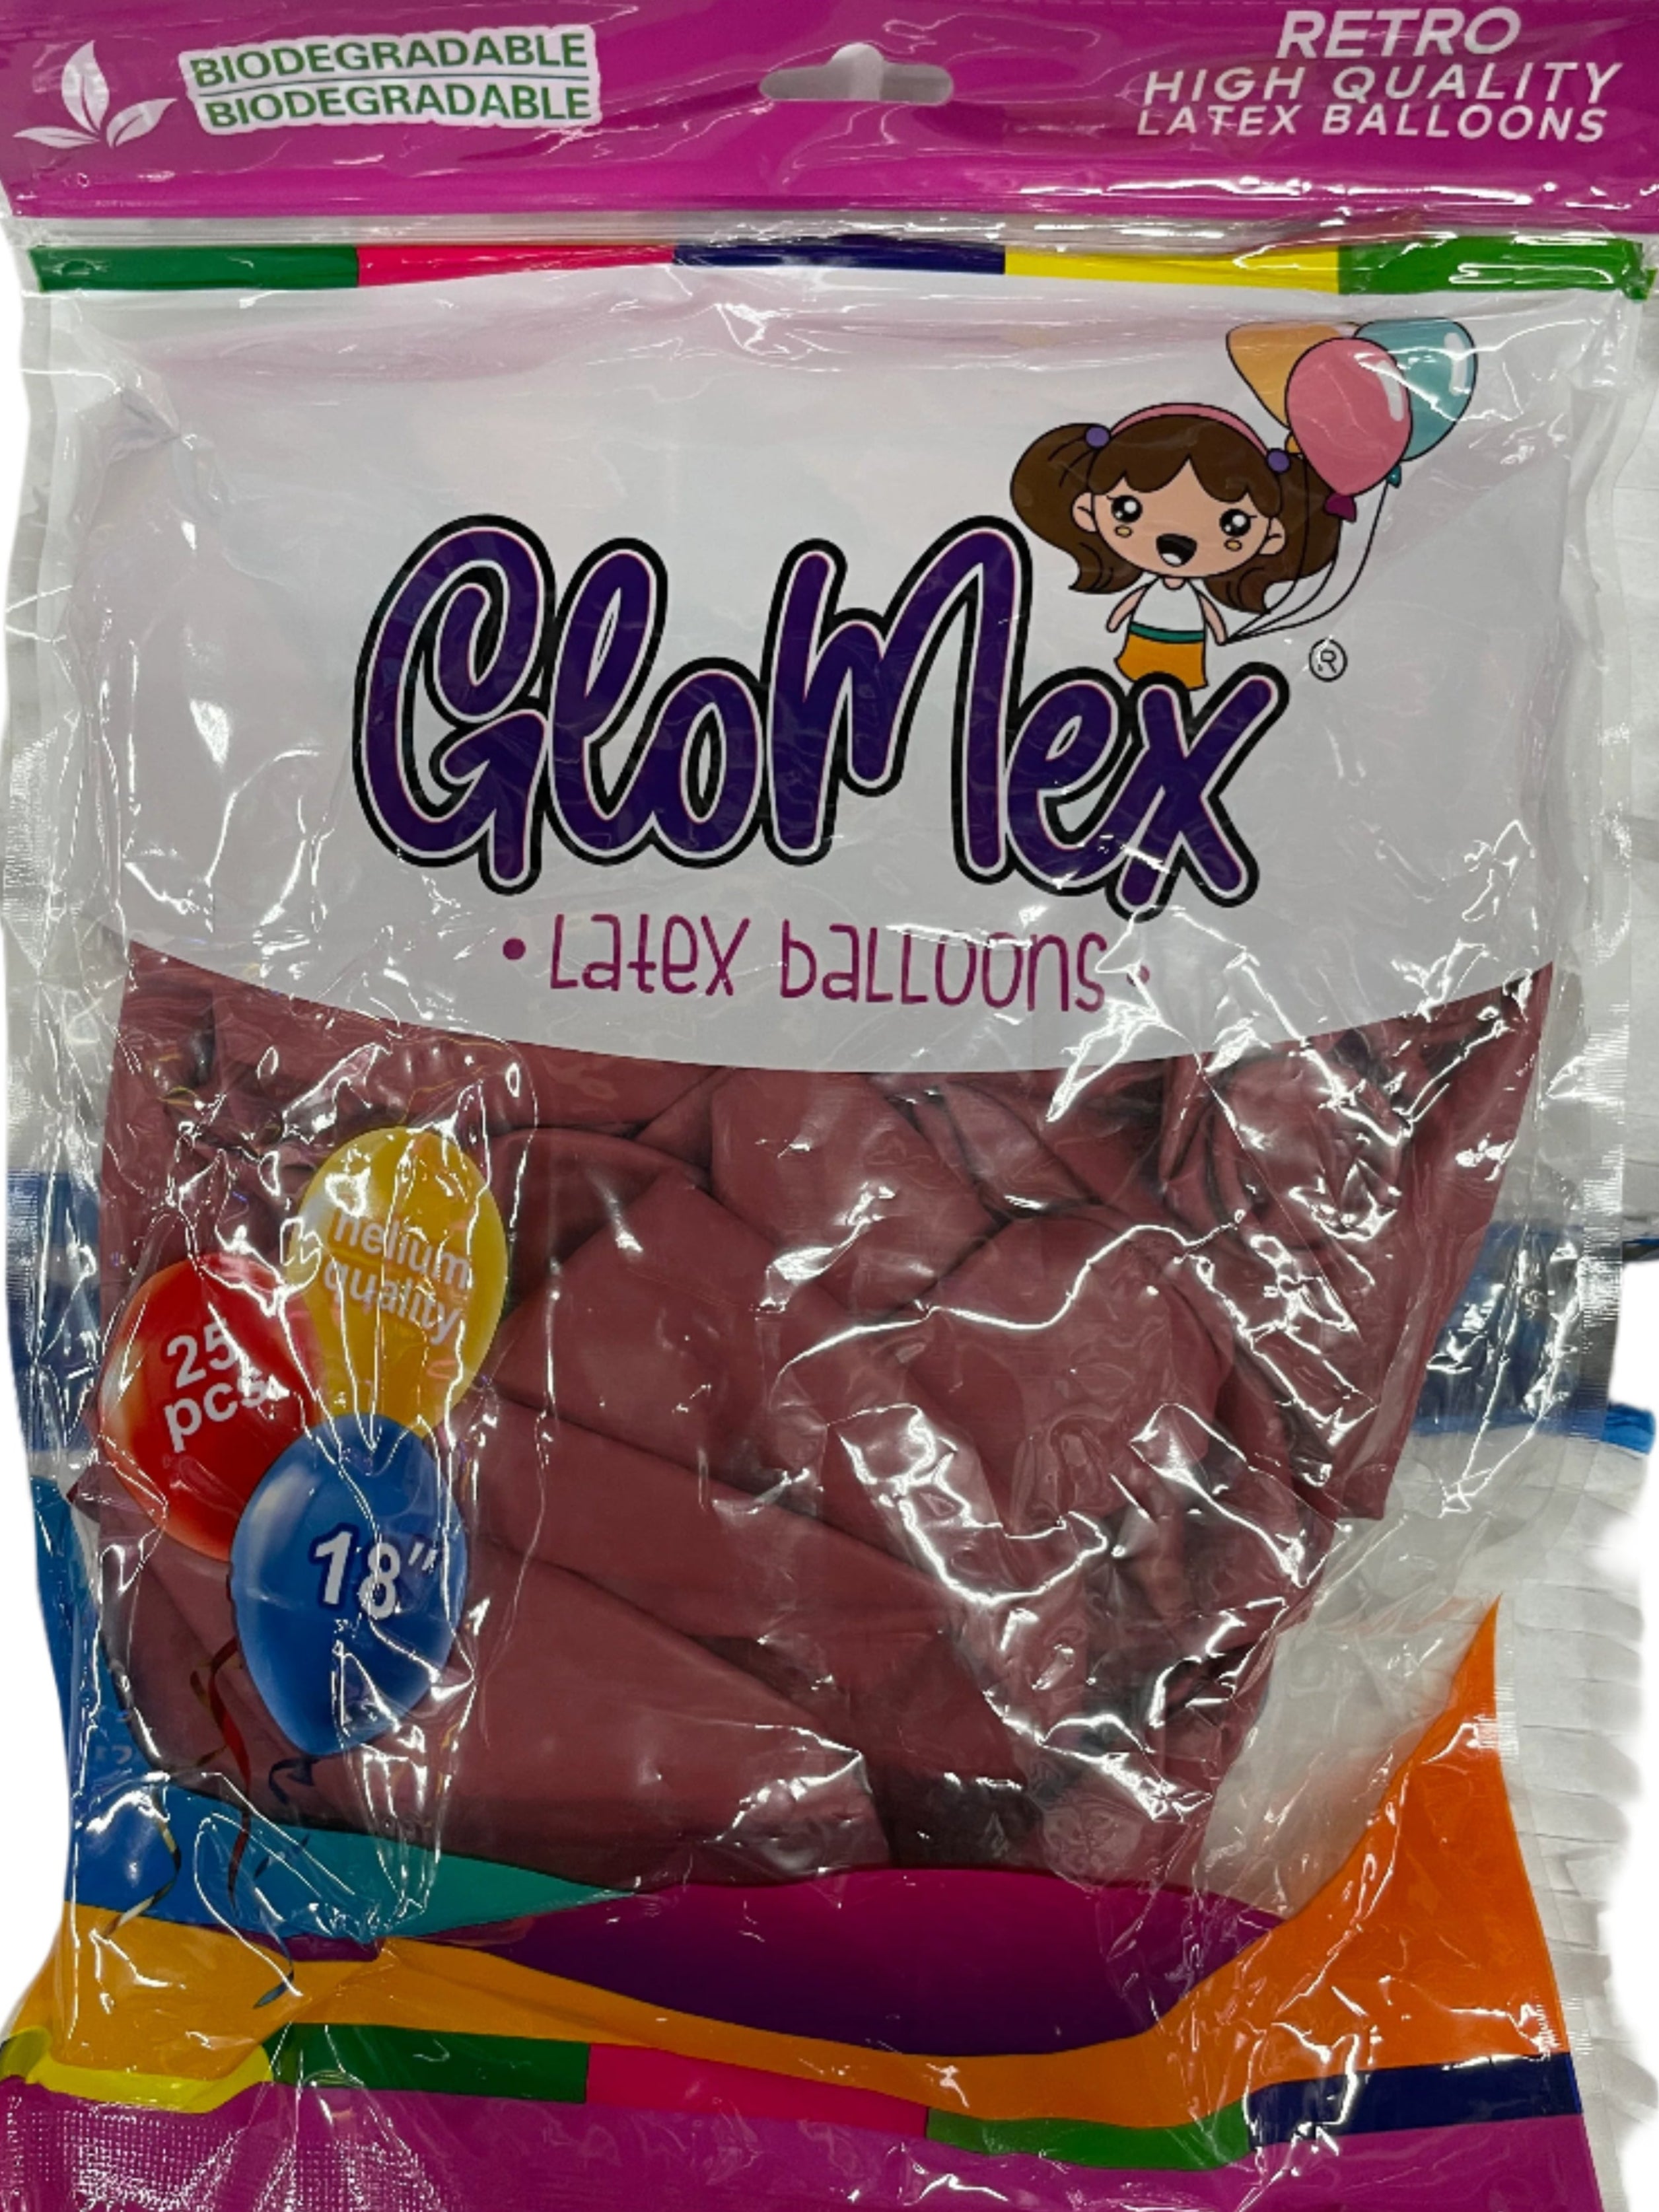 BIODEGRADABLE
BIODEGRADABLE
RETRO
HIGH QUALITY
LATEX BALLOONS
GloMex®
• Latex balloons •
helium
quality
25
pcs.
18"